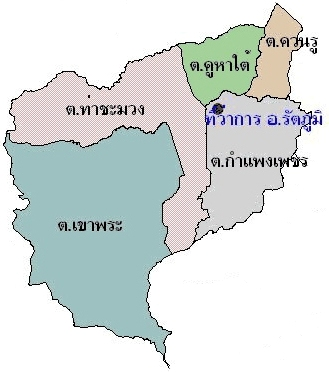 ต.ควนรู
ต.คูหาใต้
ต.ท่าชะมวง
ที่ว่าการ อ.รัตภูมิ
ต.กำแพงเพชร
ต.เขาพระ